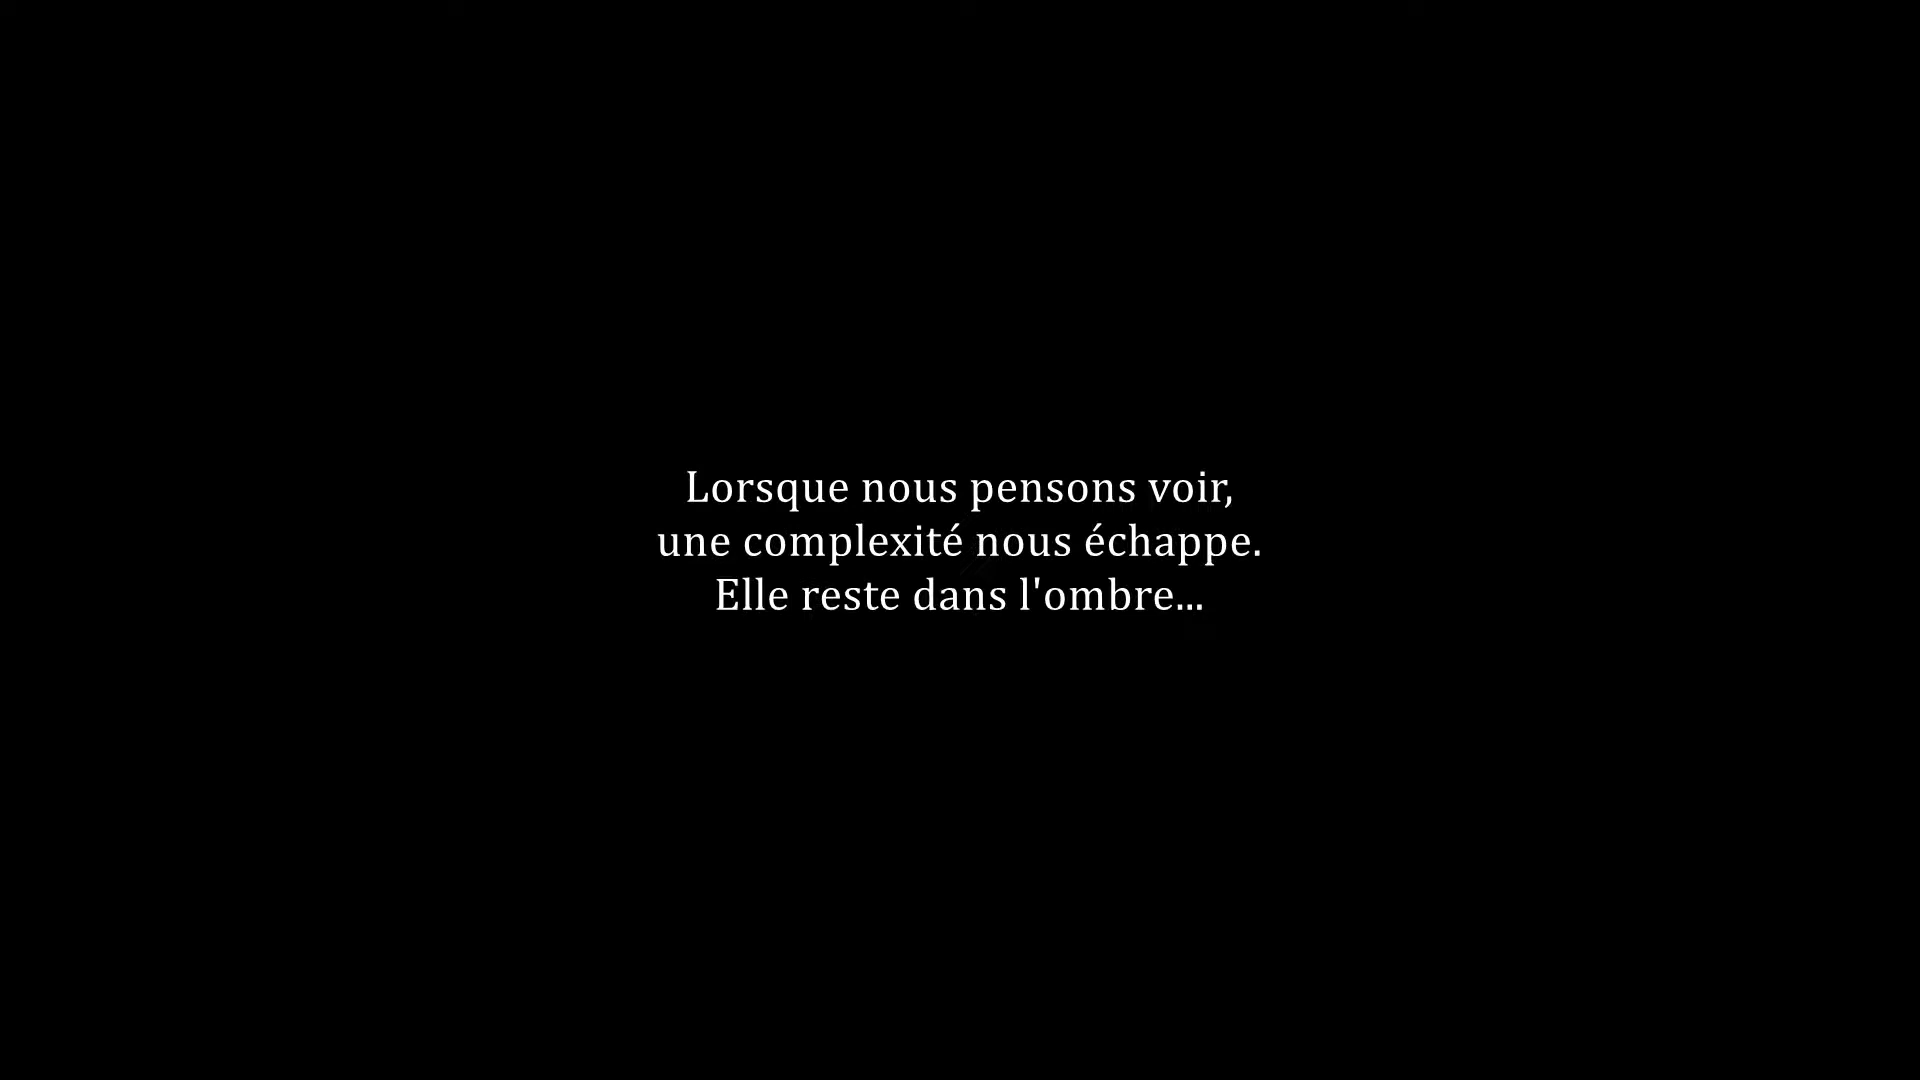 Lorsque nous pensons voir,
une complexité nous échappe.
Elle reste dans l'ombre...